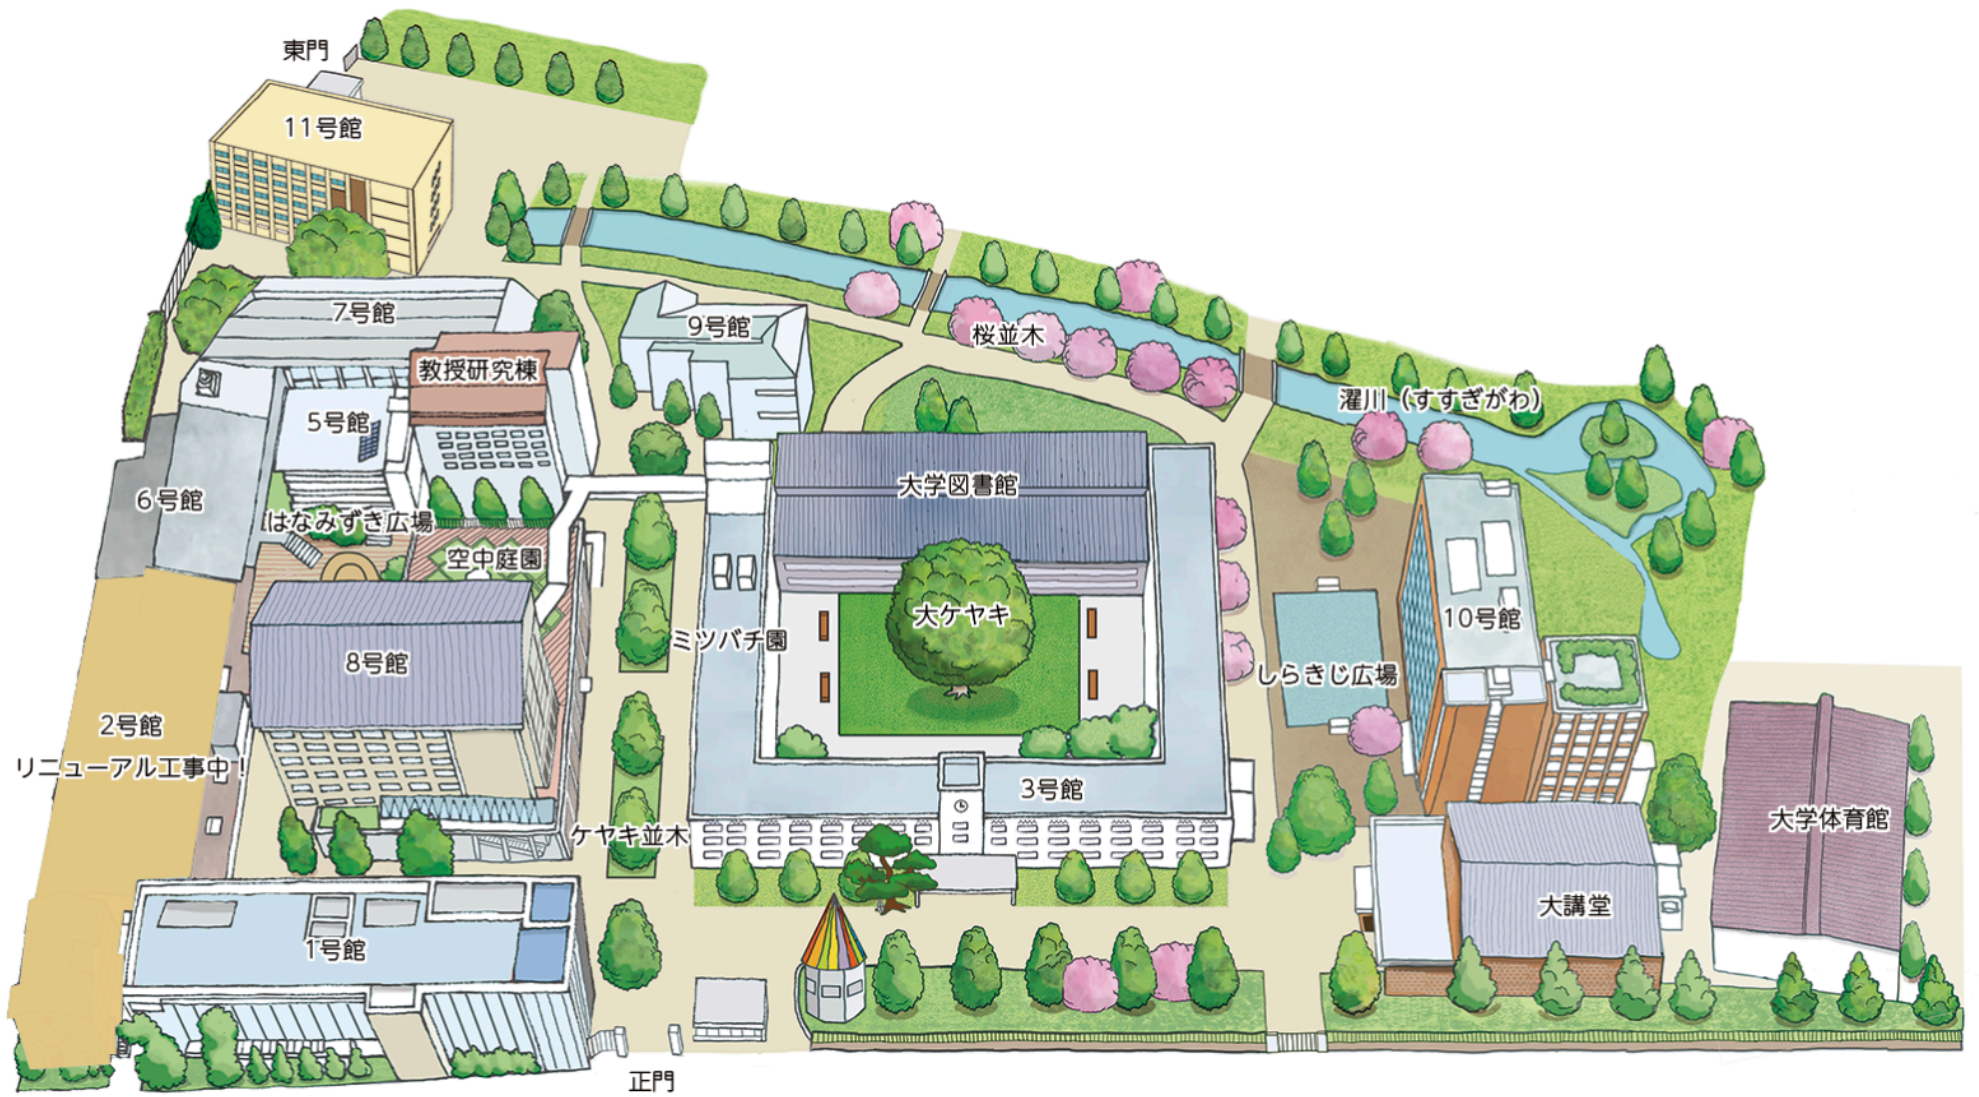 東門
11号館
7号館
9号館
桜並木
教授研究棟
濯川（すすぎがわ）
5号館
大学図書館
6号館
はなみずき広場
空中庭園
大ケヤキ
10号館
ミツバチ園
8号館
しらきじ広場
2号館
リニューアル工事中！
3号館
大学体育館
ケヤキ並木
大講堂
1号館
正門